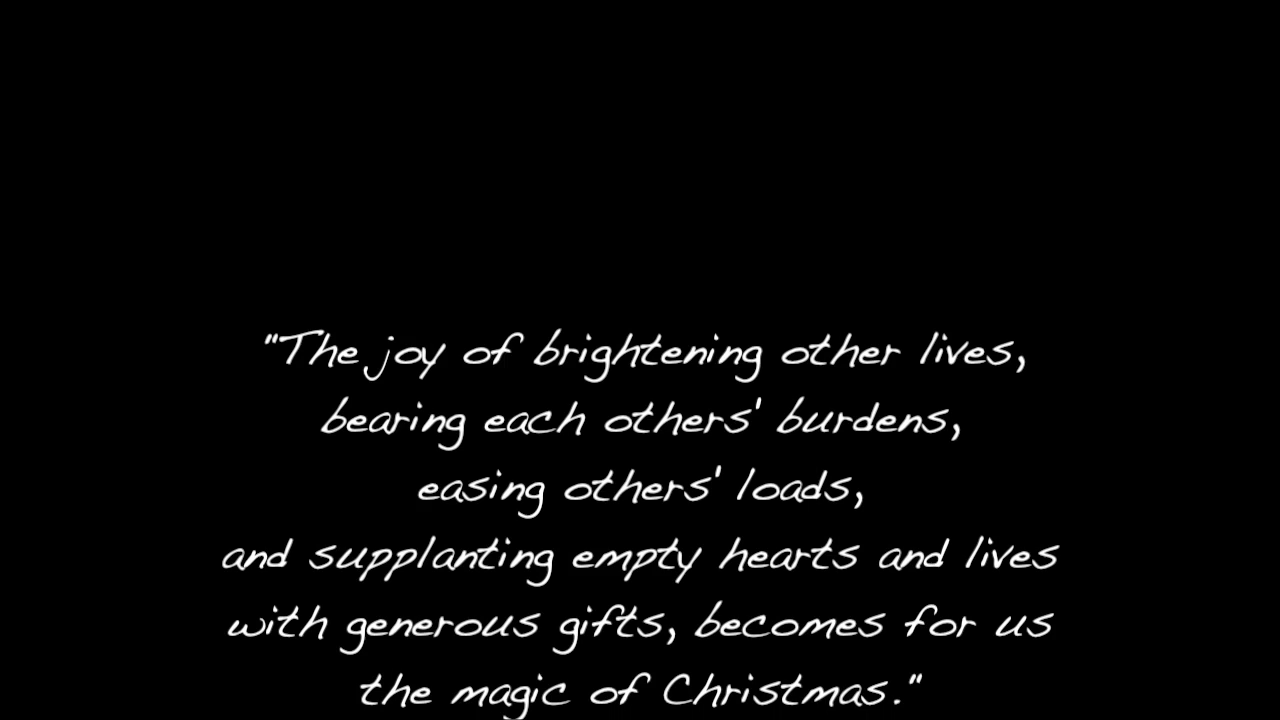 "The joy of brightening other lives,
bearing each others' burdens,
easing others' loads,
and supplanting empty hearts and lives
with generous gifts, becomes for us
the magic of Christmas."